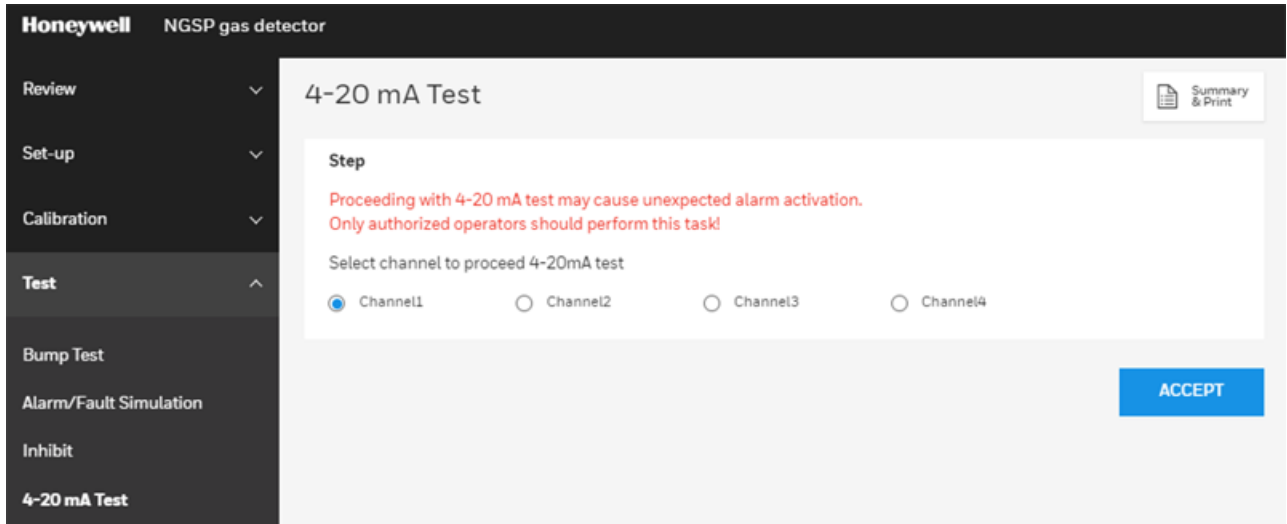 Honeywell NGSP gas detector
Review
Set-up
Calibration
Test
Bump Test
Alarm/Fault Simulation
Inhibit
4-20 mA Test
4-20 mA Test
Summary
& Print
Step
Proceeding with 4-20 mA test may cause unexpected alarm activation.
Only authorized operators should perform this task!
Select channel to proceed 4-20mA test
Channel1 Channel2 Channel3 Channel4
ACCEPT